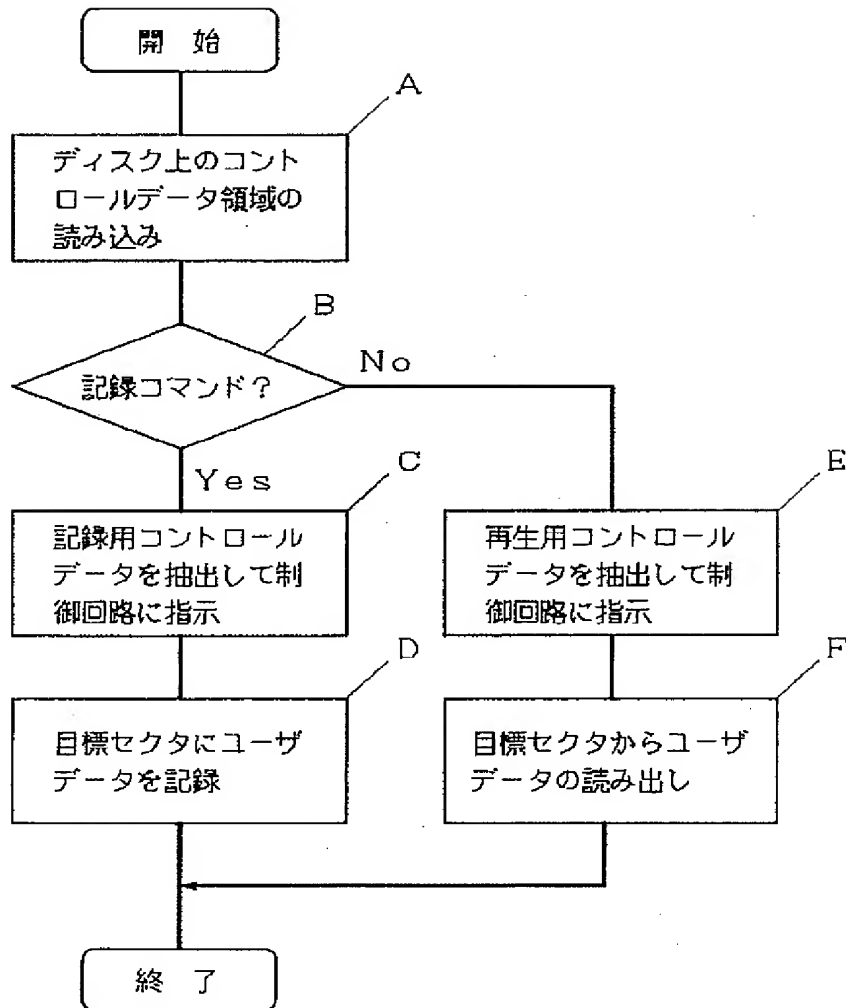 開 始
A
ディスク上のコント
ロールデータ領域の
読み込み
B
記録コマンド?
No
Yes
C
記録用コントロール
データを抽出して制
御回路に指示
E
再生用コントロール
データを抽出して制
御回路に指示
D
目標セクタにユーザ
データを記録
F
目標セクタからユーザ
データの読み出し
終 了